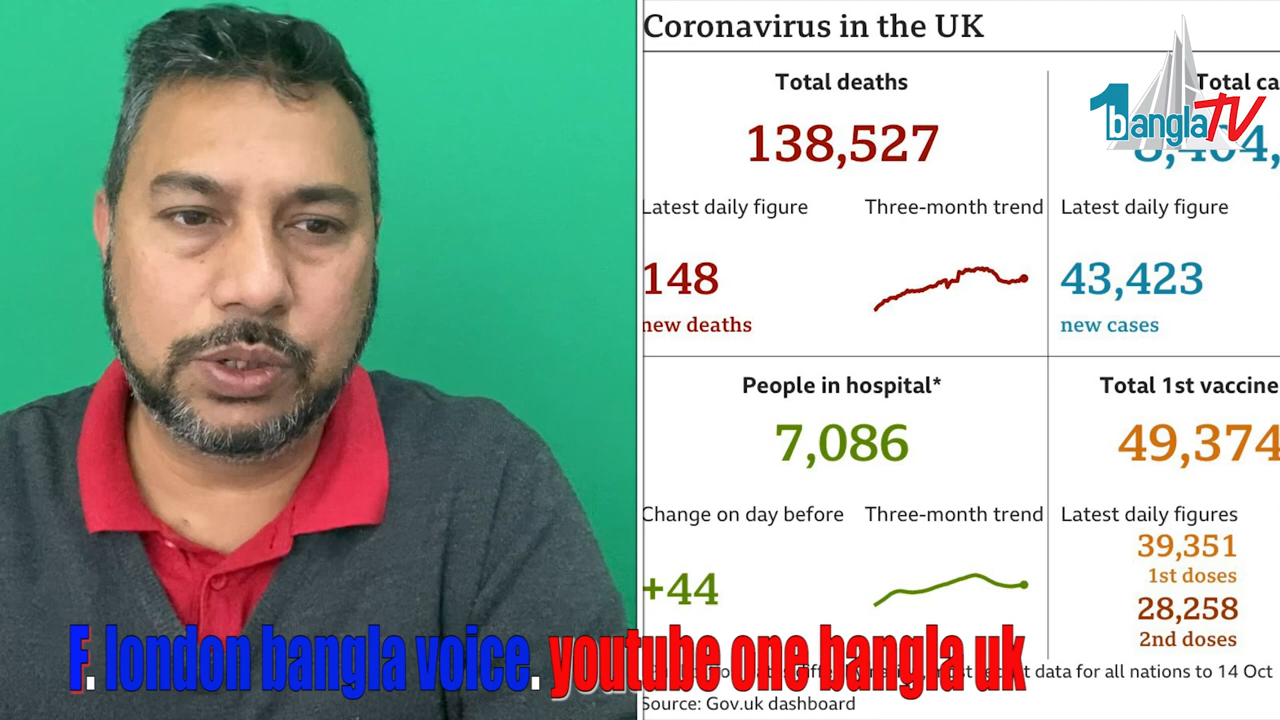 Coronavirus in the UK
1banglaTV
Total deaths
138,527
Total ca
Latest daily figure
Three-month trend
148
new deaths
Latest daily figure
43,423
new cases
People in hospital*
7,086
Change on day before
Three-month trend
+44
Total 1st vaccine
49,374
Latest daily figures
39,351
1st doses
28,258
2nd doses
data for all nations to 14 Oct
Source: Gov.uk dashboard
F. london bangla voice. youtube one bangla uk